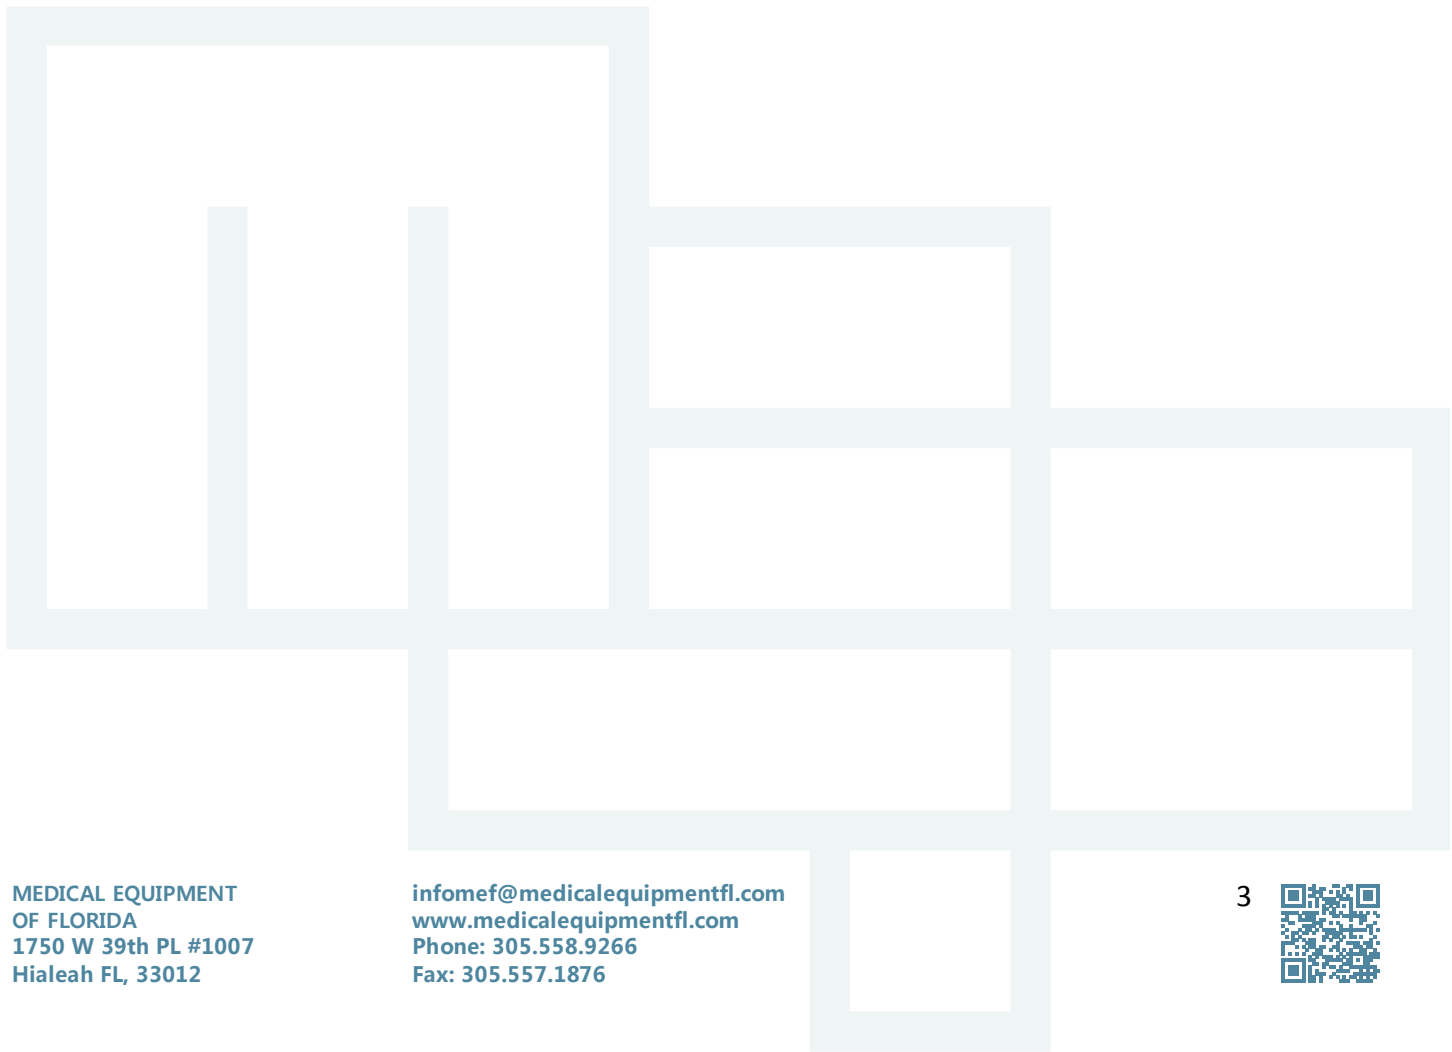 MEDICAL EQUIPMENT
OF FLORIDA
1750 W 39th PL #1007
Hialeah FL, 33012
infomef@medicalequipmentfl.com
www.medicalequipmentfl.com
Phone: 305.558.9266
Fax: 305.557.1876
3